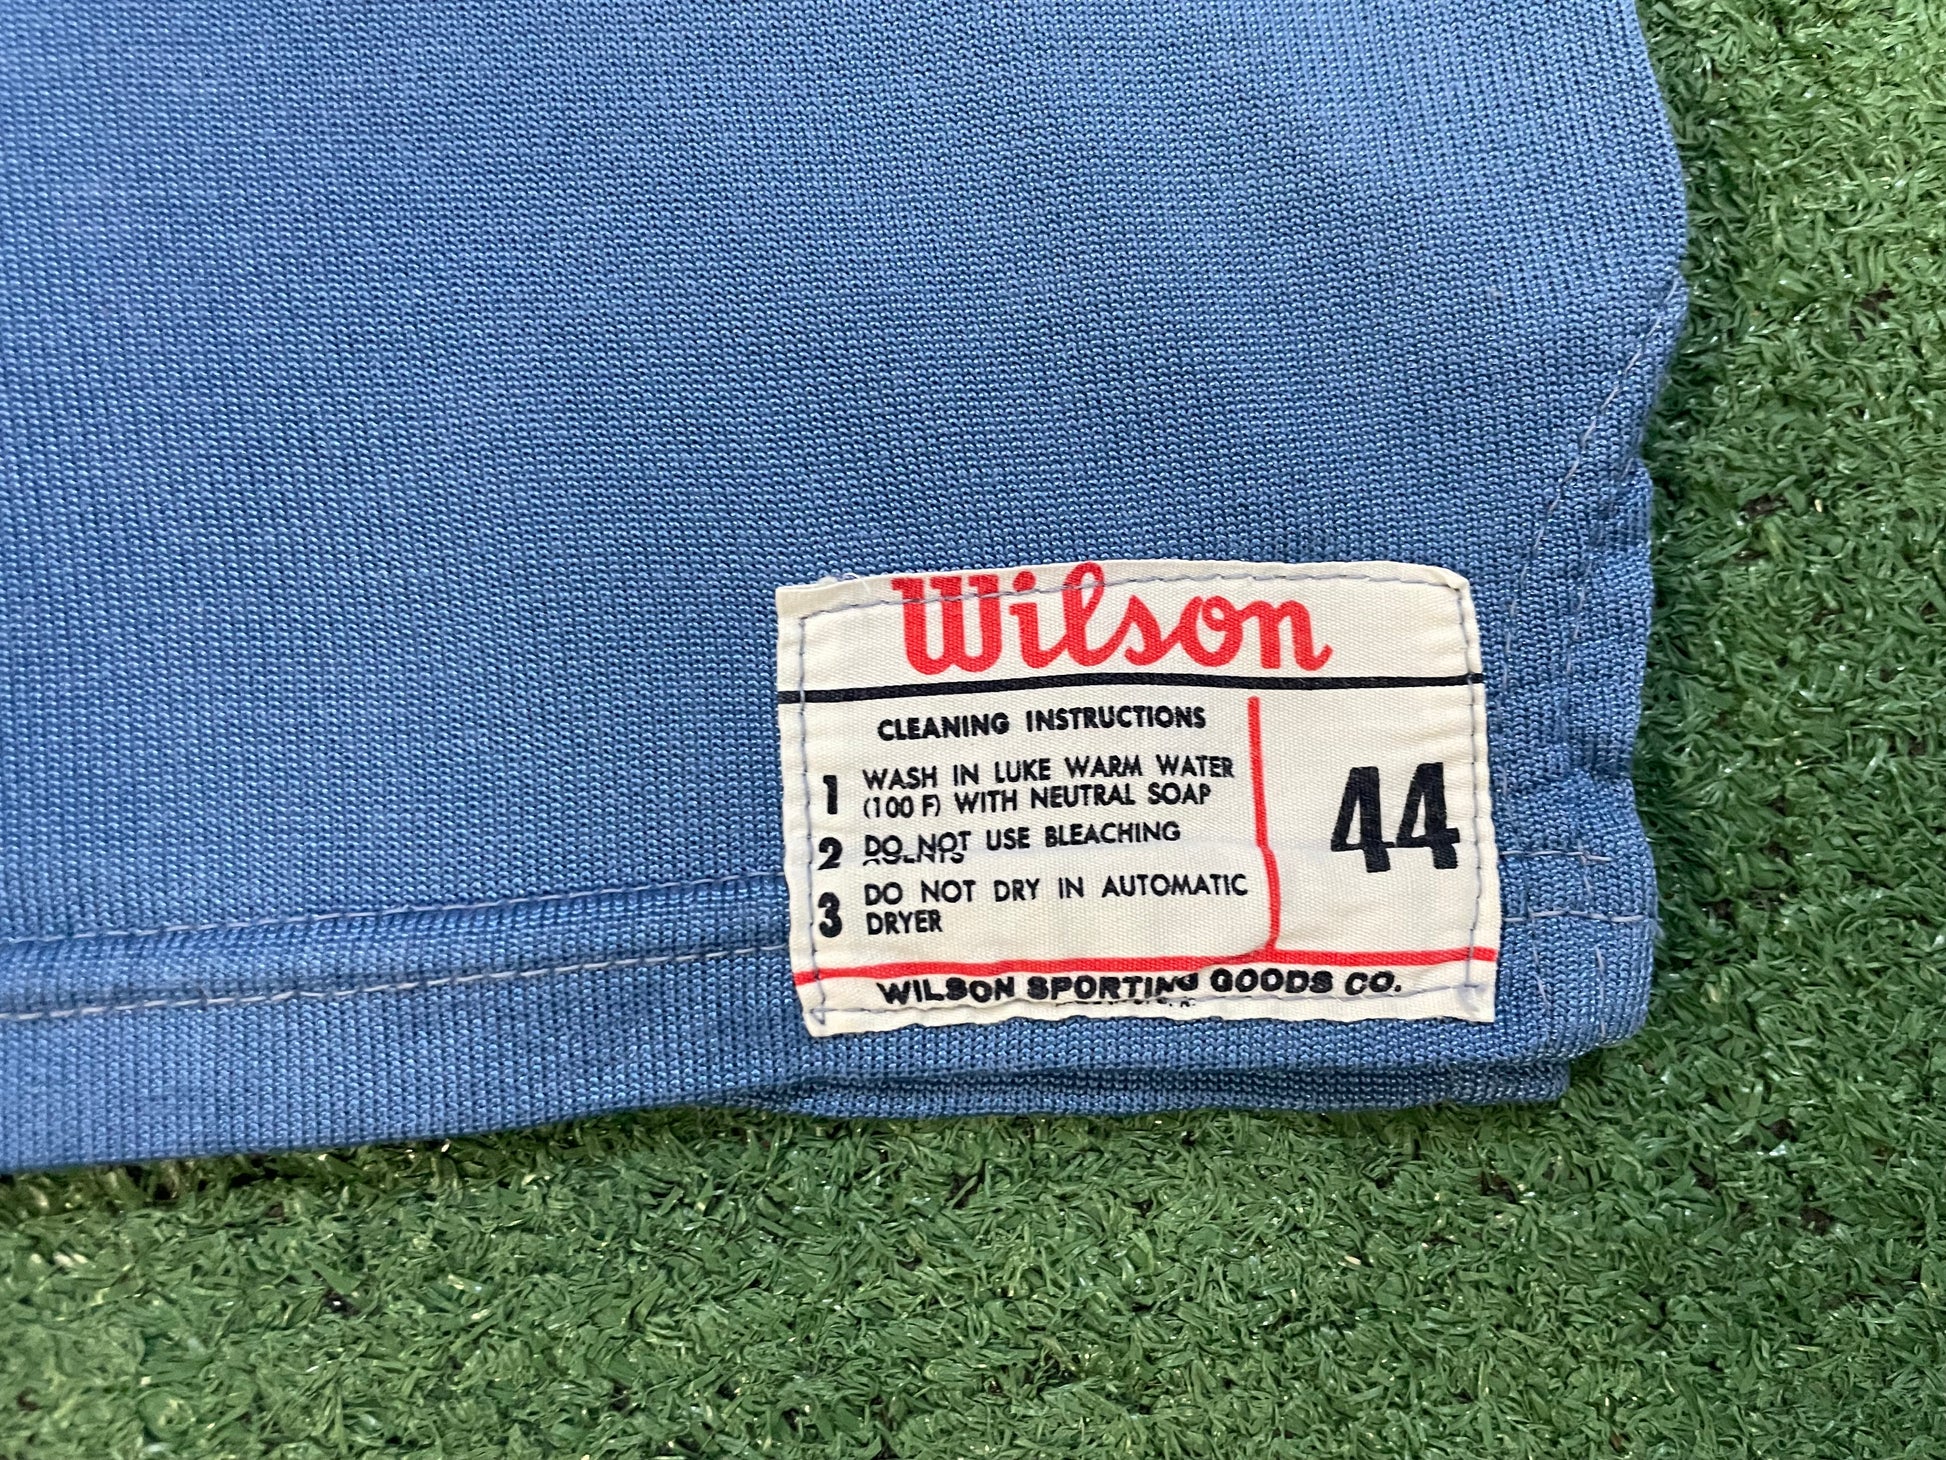 Wilson
CLEANING INSTRUCTIONS
1 WASH IN LUKE WARM WATER
(100 F) WITH NEUTRAL SOAP
2 DO NOT USE BLEACHING
3 DO NOT DRY IN AUTOMATIC
DRYER
44
WILSON SPORTING GOODS CO.